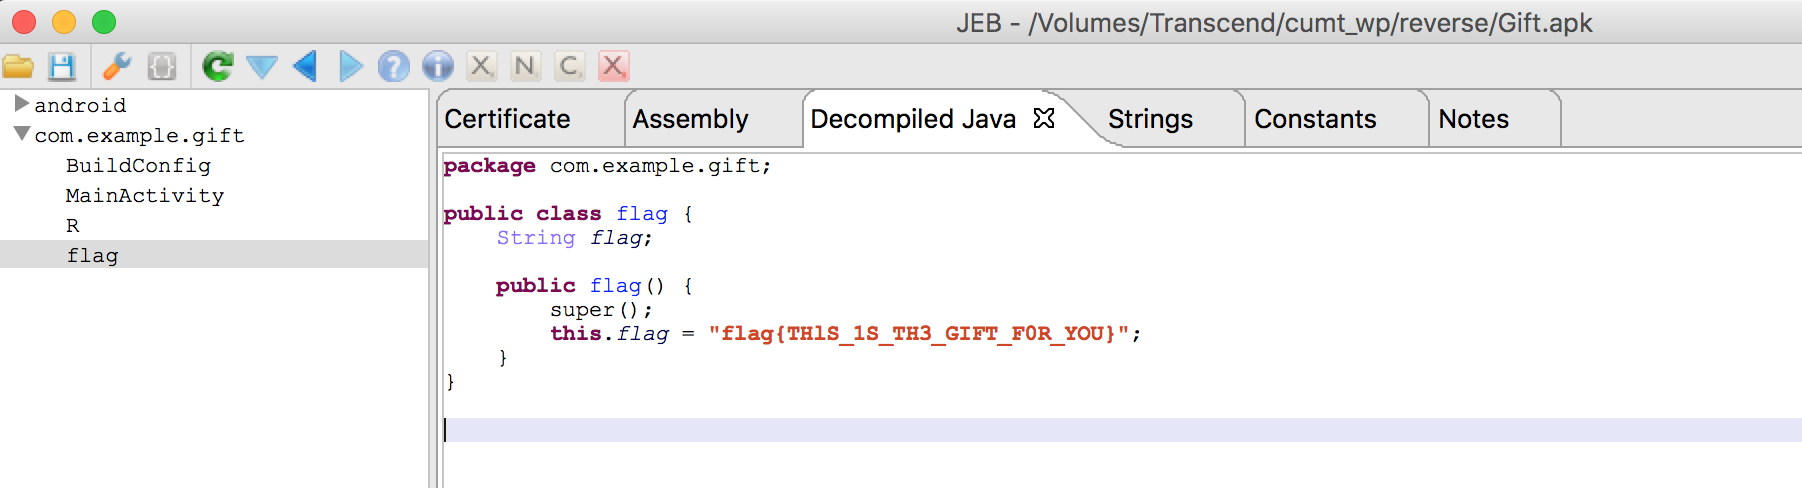 JEB - /Volumes/Transcend/cumt_wp/reverse/Gift.apk
X N C X
android
com.example.gift
BuildConfig
MainActivity
R
flag
Certificate Assembly Decompiled Java Strings Constants Notes
package com.example.gift;
public class flag {
String flag;
public flag() {
super();
this.flag = "flag{THlS_1S_TH3_GIFT_F0R_YOU}";
}
}